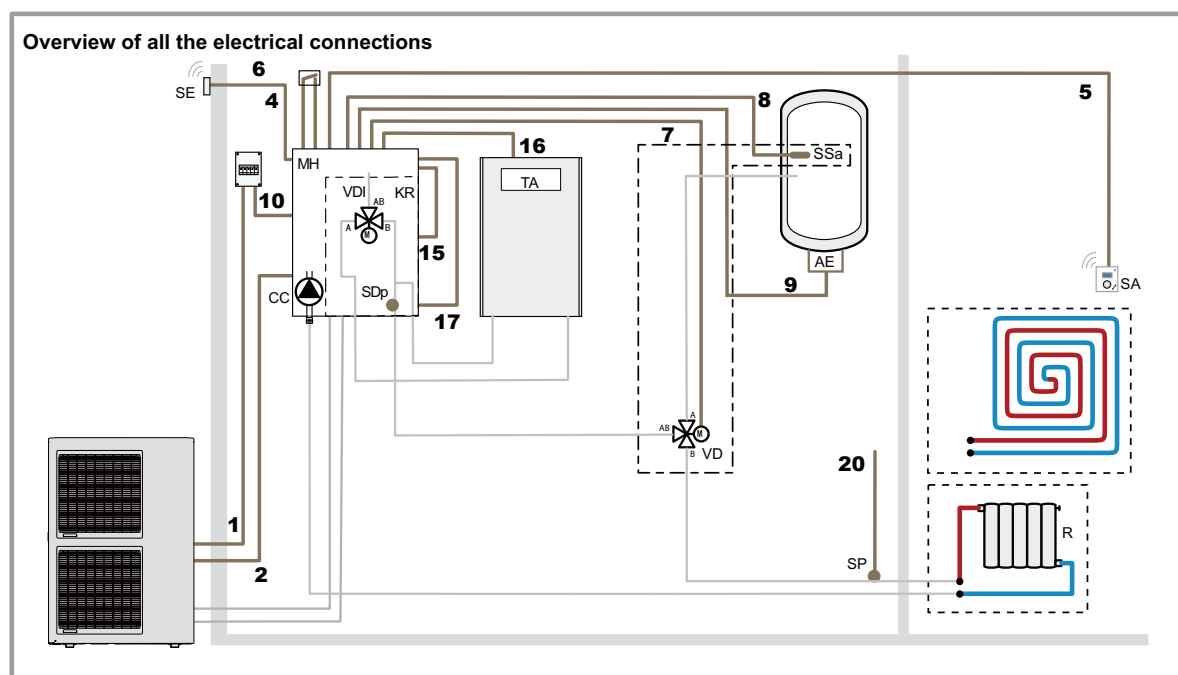 Overview of all the electrical connections
6
SE
4
8
5
7
MH
16
SSa
TA
VDI
KR
AB
10
A
B
M
15
AE
9
SA
CC
SDp
17
A
AB
M
B
VD
20
1
R
2
SP